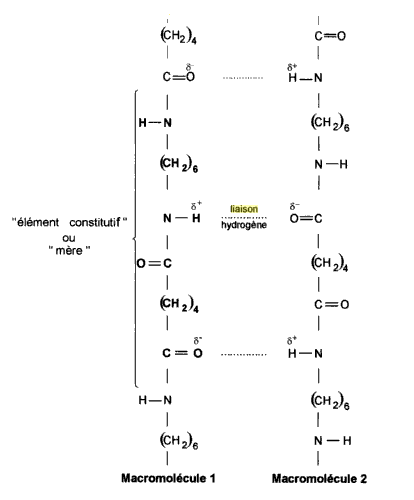 (CH₂)₄ C=O
δ⁻ δ⁺
C=O ............ H—N
H—N (CH₂)₆
(CH₂)₆ N—H
δ⁺ liaison δ⁻
N—H ............ O=C
hydrogène
"élément constitutif"
ou
"mère"
O=C (CH₂)₄
(CH₂)₄ C=O
δ⁻ δ⁺
C=O ............ H—N
H—N (CH₂)₆
(CH₂)₆ N—H
Macromolécule 1 Macromolécule 2